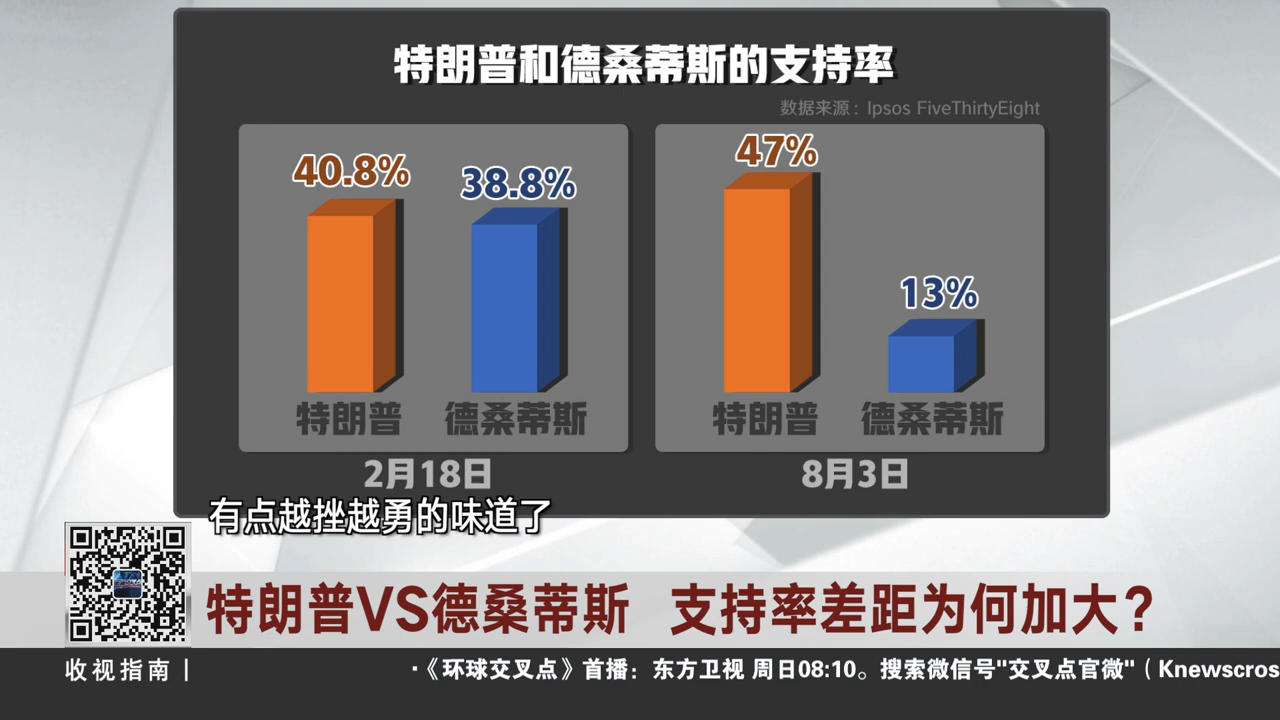 特朗普和德桑蒂斯的支持率
数据来源：Ipsos FiveThirtyEight
40.8%
38.8%
特朗普
德桑蒂斯
2月18日
47%
13%
特朗普
德桑蒂斯
8月3日
有点越挫越勇的味道了
特朗普VS德桑蒂斯 支持率差距为何加大?
收视指南 | ·《环球交叉点》首播：东方卫视 周日08:10。搜索微信号"交叉点官微"（Knewscros